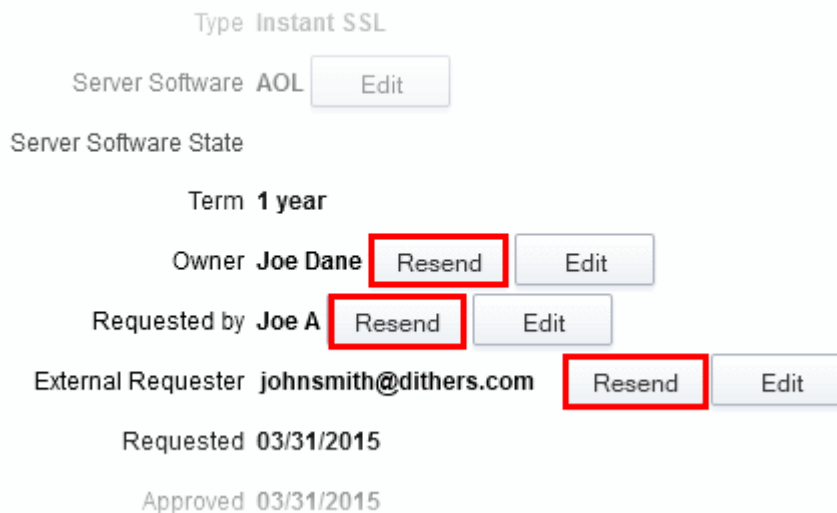 Type Instant SSL
Server Software AOL Edit
Server Software State
Term 1 year
Owner Joe Dane Resend Edit
Requested by Joe A Resend Edit
External Requester johnsmith@dithers.com Resend Edit
Requested 03/31/2015
Approved 03/31/2015